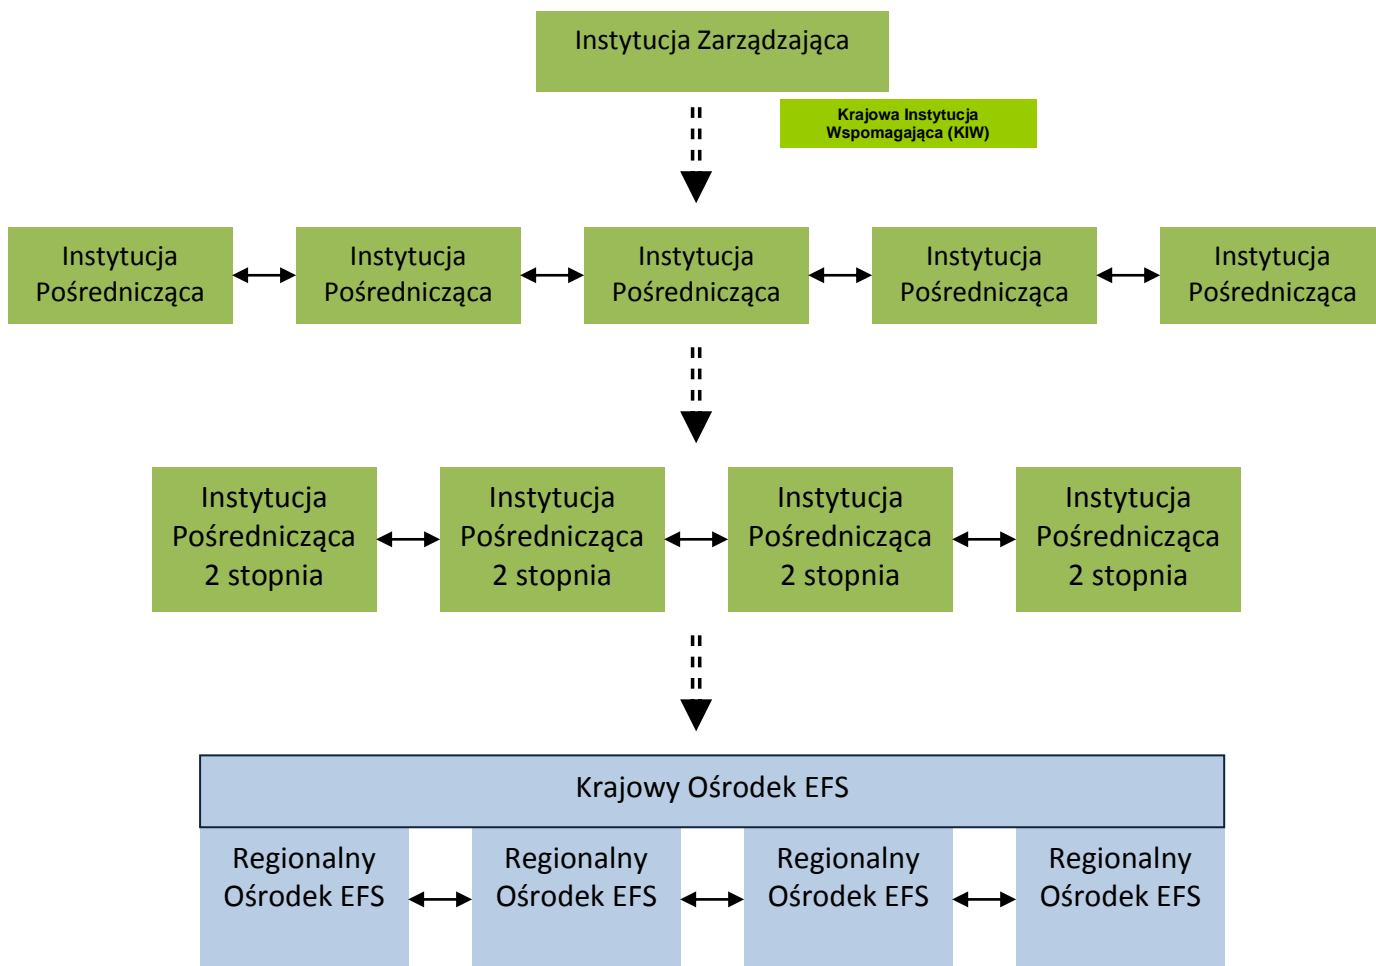 Instytucja Zarządzająca
Krajowa Instytucja
Wspomagająca (KIW)
Instytucja
Pośrednicząca
Instytucja
Pośrednicząca
Instytucja
Pośrednicząca
Instytucja
Pośrednicząca
Instytucja
Pośrednicząca
Instytucja
Pośrednicząca
2 stopnia
Instytucja
Pośrednicząca
2 stopnia
Instytucja
Pośrednicząca
2 stopnia
Instytucja
Pośrednicząca
2 stopnia
Krajowy Ośrodek EFS
Regionalny
Ośrodek EFS
Regionalny
Ośrodek EFS
Regionalny
Ośrodek EFS
Regionalny
Ośrodek EFS